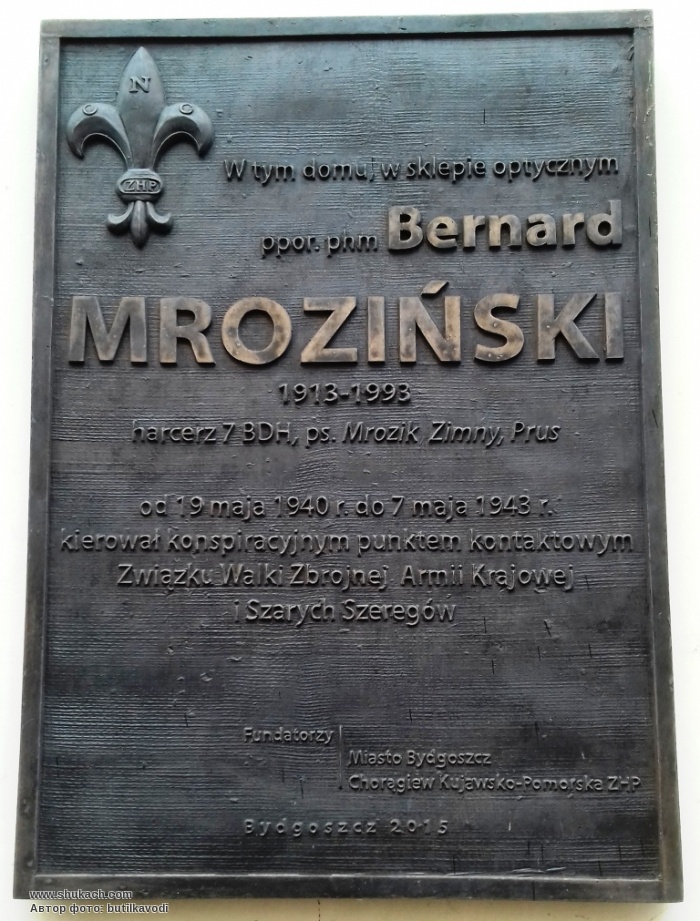 N
O O
ZHP
W tym domu, w sklepie optycznym
ppor. phm Bernard
MROZIŃSKI
1913-1993
harcerz 7 BDH, ps. Mrozik Zimny, Prus
od 19 maja 1940 r. do 7 maja 1943 r.
kierował konspiracyjnym punktem kontaktowym
Związku Walki Zbrojnej Armii Krajowej
i Szarych Szeregów
Fundatorzy
Miasto Bydgoszcz
Chorągiew Kujawsko-Pomorska ZHP
Bydgoszcz 2015
www.shukach.com
Автор фото: butilkavodi